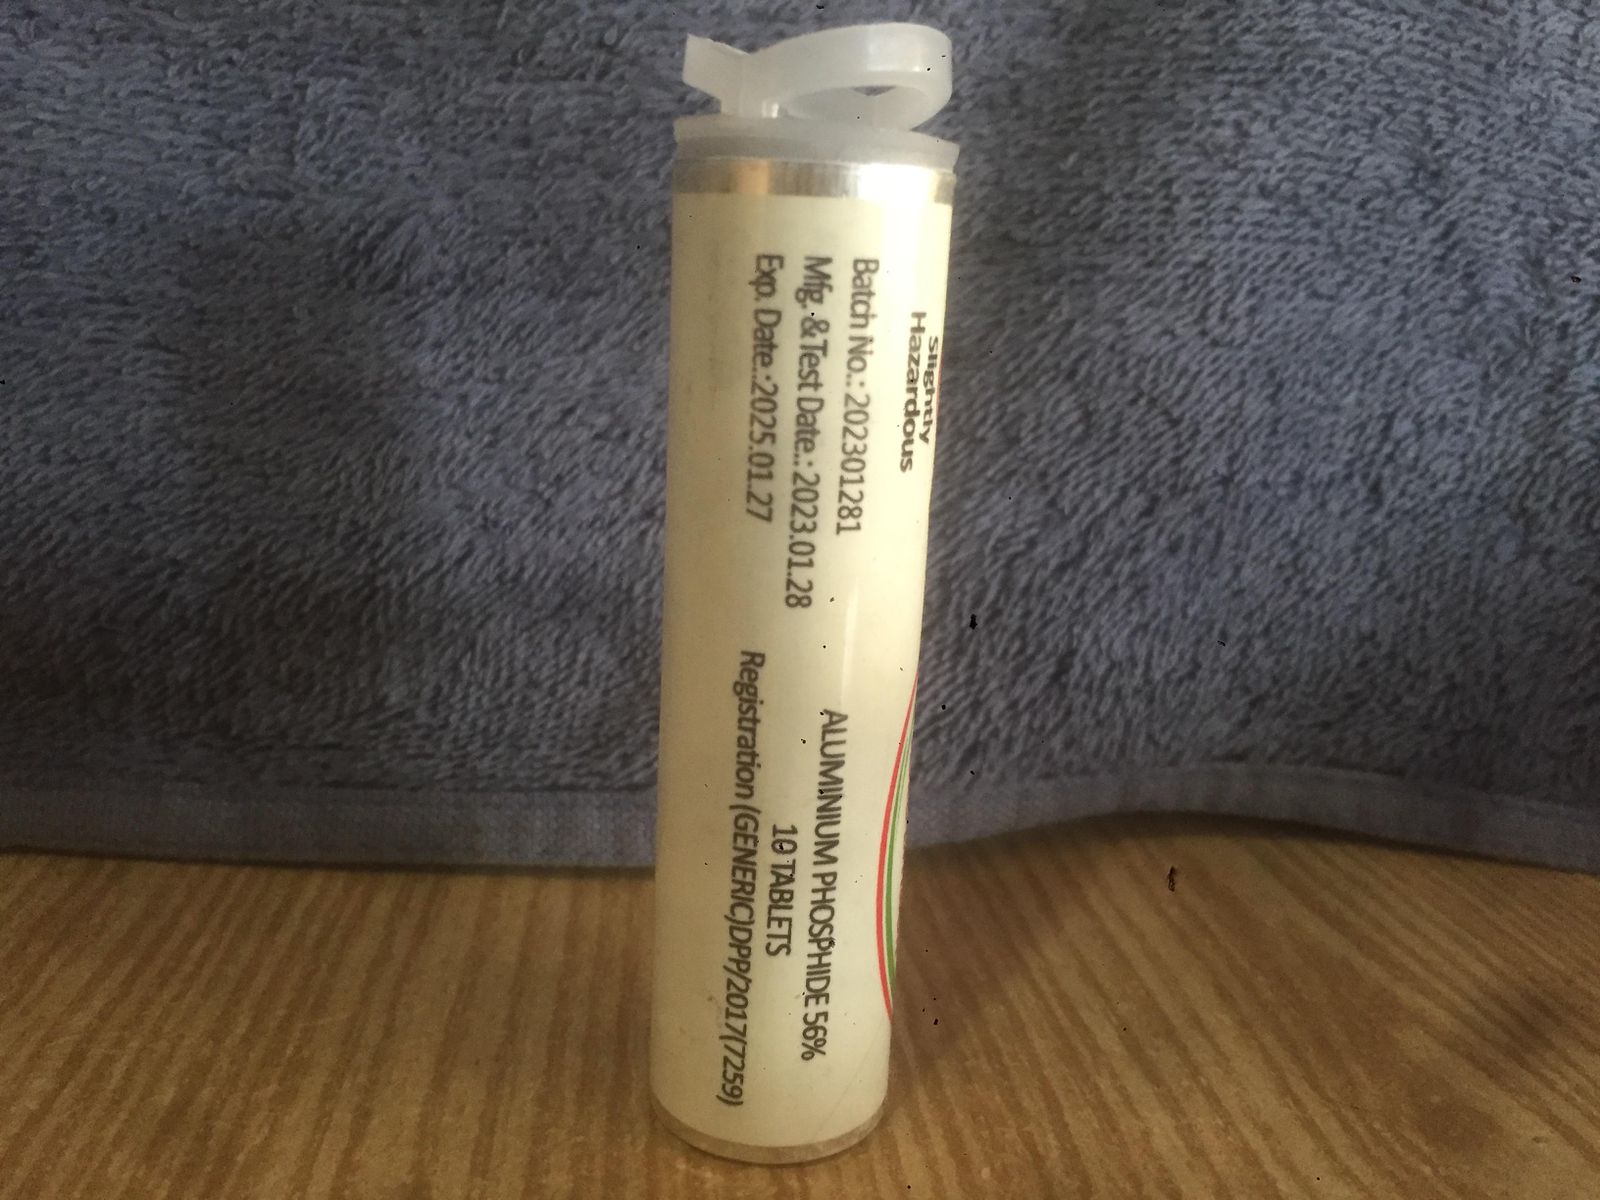 Slightly
Hazardous
Batch No.: 202301281
Mfg. & Test Date.: 2023.01.28
Exp. Date.:2025.01.27
ALUMINIUM PHOSPHIDE 56%
10 TABLETS
Registration (GENERIC)DPP/2017(7259)